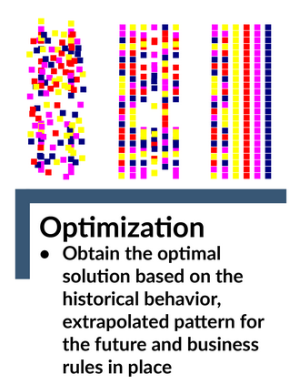 Optimization
● Obtain the optimal
solution based on the
historical behavior,
extrapolated pattern for
the future and business
rules in place